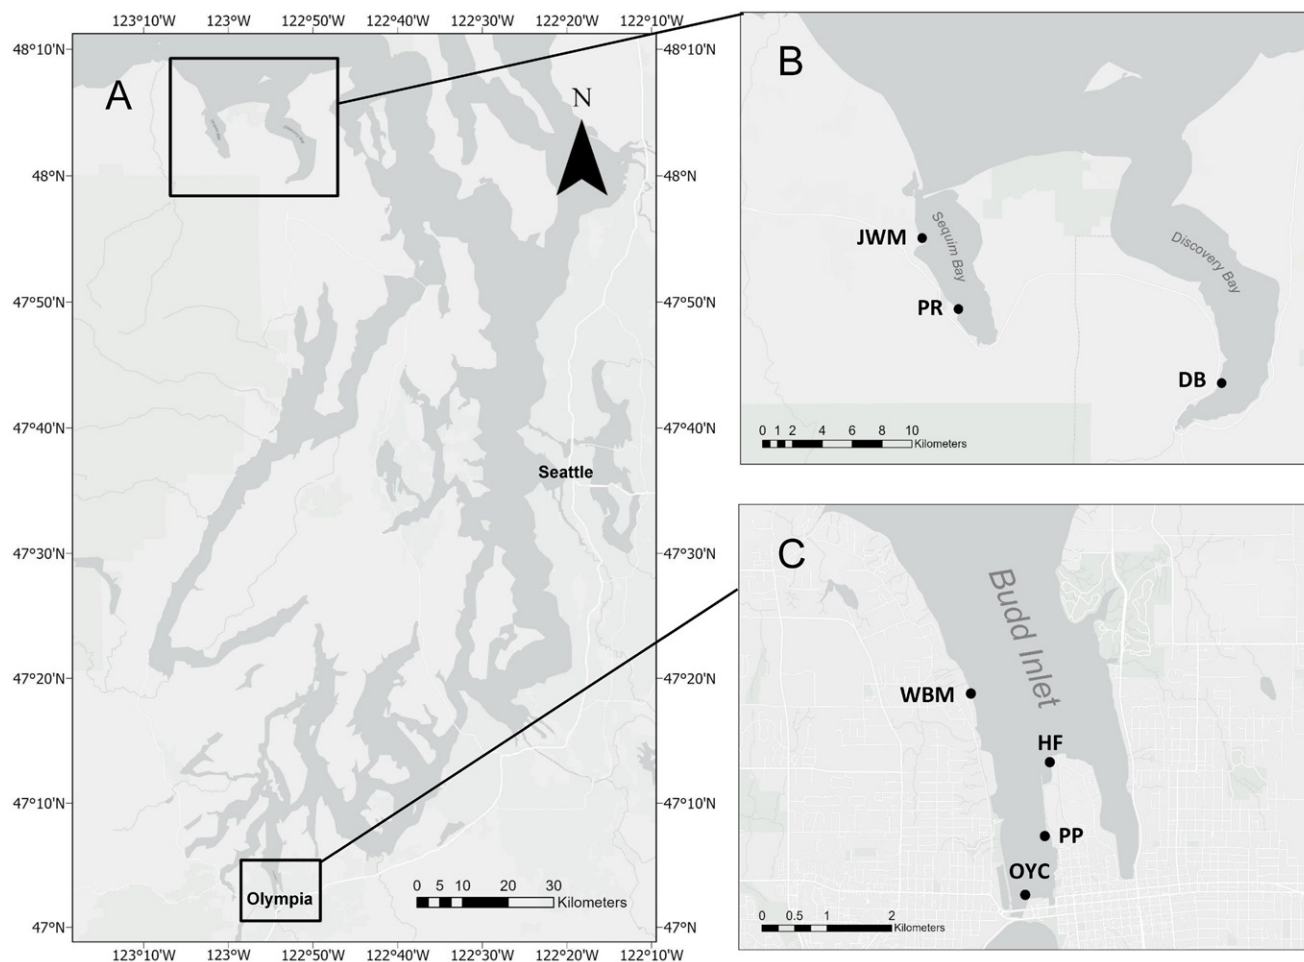 123°10'W 123°W 122°50'W 122°40'W 122°30'W 122°20'W 122°10'W
48°10'N
48°10'N
A
N
48°N
48°N
47°50'N
47°50'N
47°40'N
47°40'N
Seattle
47°30'N
47°30'N
47°20'N
47°20'N
47°10'N
47°10'N
Olympia
0 5 10 20 30
Kilometers
47°N
47°N
123°10'W 123°W 122°50'W 122°40'W 122°30'W 122°20'W 122°10'W
B
JWM
Sequim Bay
Discovery Bay
PR
DB
0 1 2 4 6 8 10
Kilometers
C
Budd Inlet
WBM
HF
PP
OYC
0 0.5 1 2
Kilometers